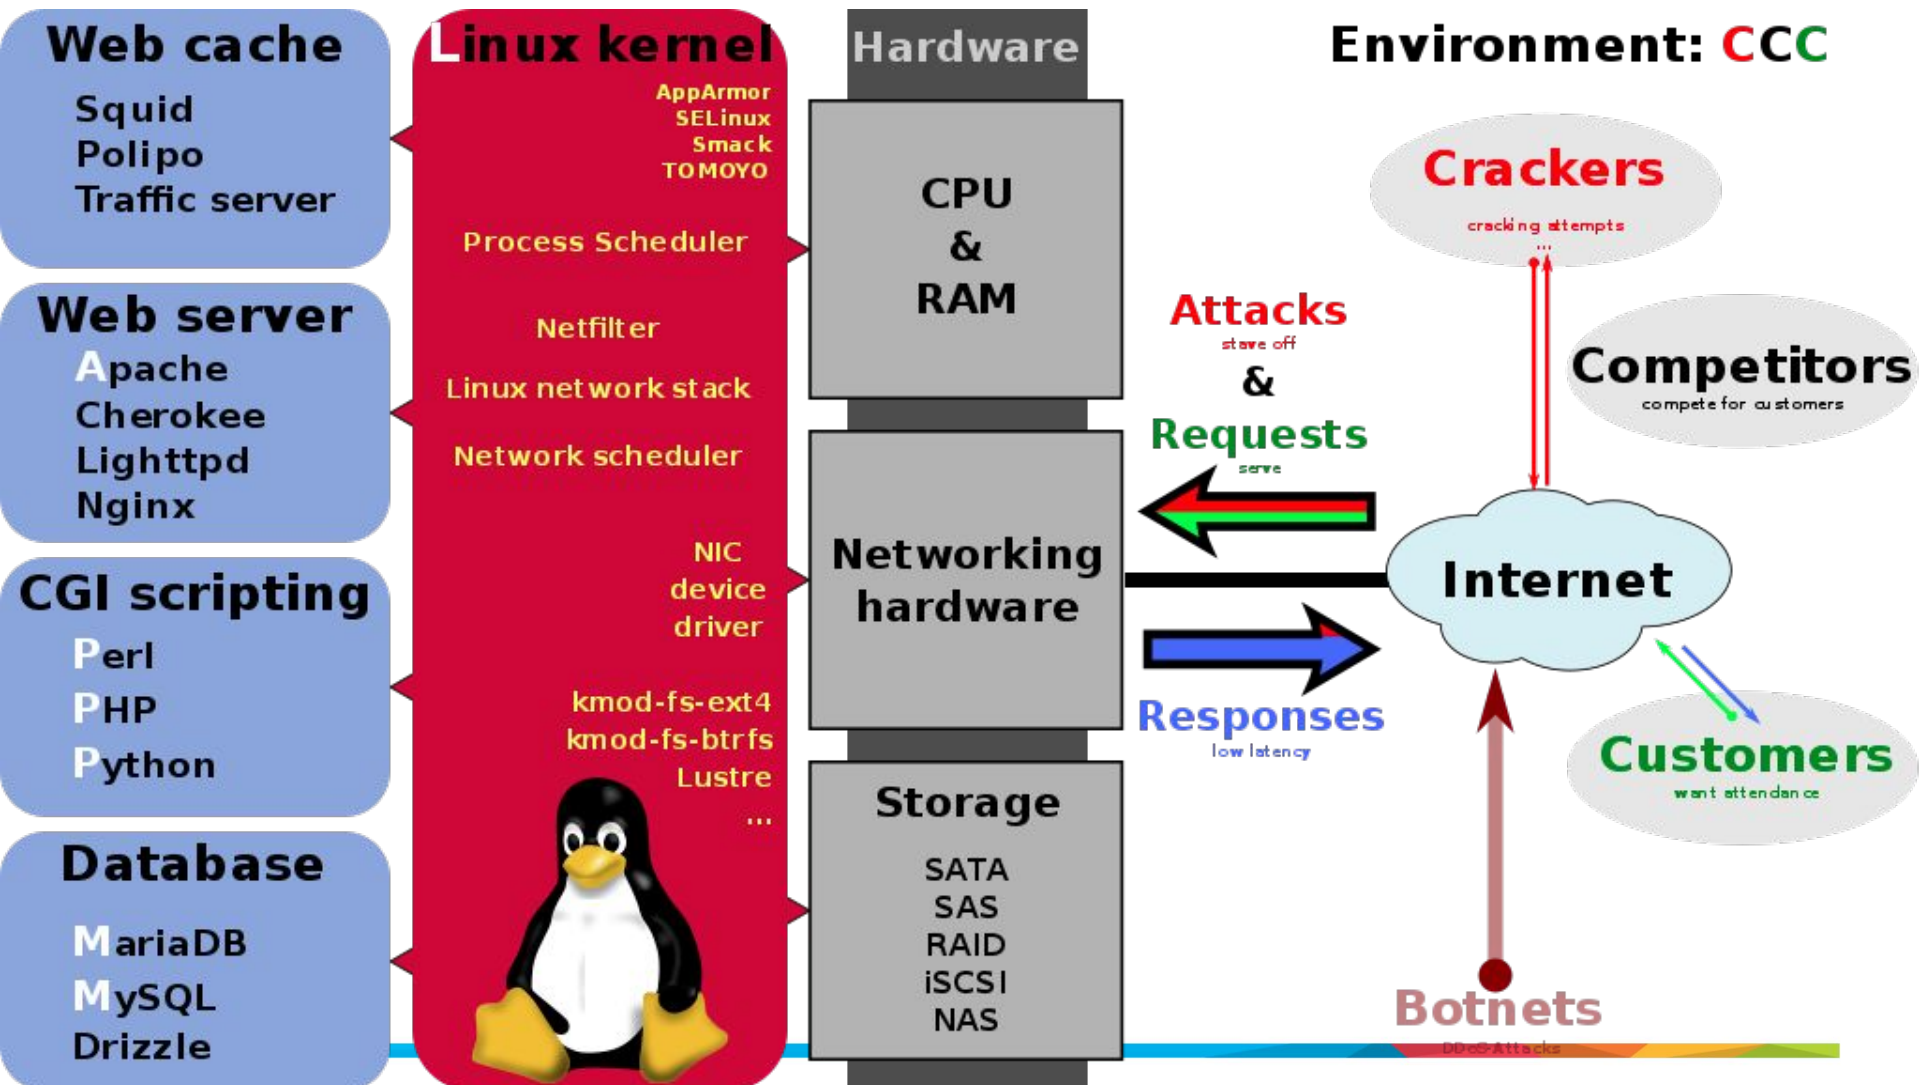 Web cache
Squid
Polipo
Traffic server
Web server
Apache
Cherokee
Lighttpd
Nginx
CGI scripting
Perl
PHP
Python
Database
MariaDB
MySQL
Drizzle
Linux kernel
AppArmor
SELinux
Smack
TOMOYO
Process Scheduler
Netfilter
Linux network stack
Network scheduler
NIC
device
driver
kmod-fs-ext4
kmod-fs-btrfs
Lustre
...
Hardware
CPU
&
RAM
Networking
hardware
Storage
SATA
SAS
RAID
iSCSI
NAS
Environment: CCC
Crackers
cracking attempts
...
Competitors
compete for customers
Attacks
stave off
&
Requests
serve
Internet
Responses
low latency
Customers
want attendance
Botnets
DDoS-Attacks